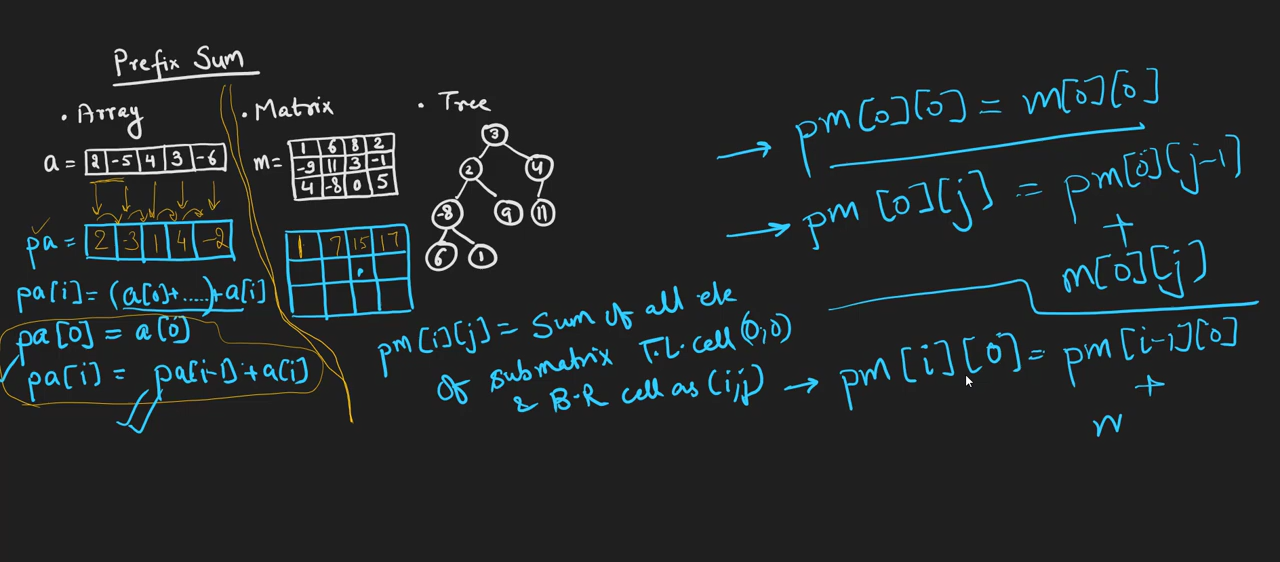 Prefix Sum
• Array
a = 2 -5 4 3 -6
pa = 2 -3 1 4 -2
pa[i] = (a[0]+.....)+a[i]
pa[0] = a[0]
pa[i] = pa[i-1]+a[i]
• Matrix
m =
1 6 8 2
-9 11 3 -1
4 -8 0 5
1 7 15 17
• Tree
3
2 4
-8 9 11
6 1
pm[i][j] = Sum of all ele
of submatrix T.L. cell (0,0)
& B-R cell as (i,j)
→ pm[0][0] = m[0][0]
→ pm[0][j] = pm[0][j-1]
+
m[0][j]
→ pm[i][0] = pm[i-1][0]
+